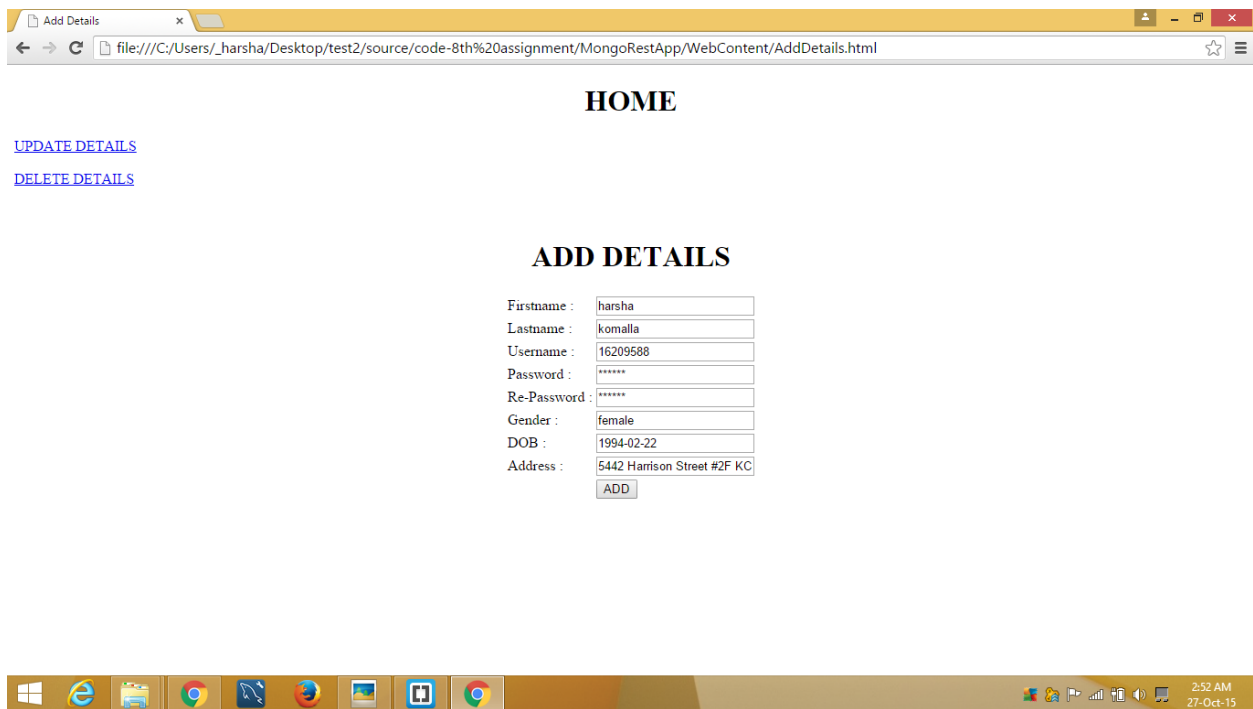 Add Details
file:///C:/Users/_harsha/Desktop/test2/source/code-8th%20assignment/MongoRestApp/WebContent/AddDetails.html
HOME
UPDATE DETAILS
DELETE DETAILS
ADD DETAILS
Firstname : harsha
Lastname : komalla
Username : 16209588
Password : ******
Re-Password : ******
Gender : female
DOB : 1994-02-22
Address : 5442 Harrison Street #2F KC
ADD
2:52 AM
27-Oct-15